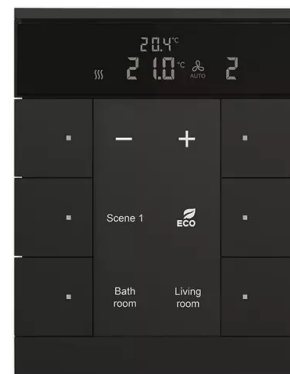 20.4°C
21.0°C AUTO 2
− +
Scene 1 ECO
Bath room
Living room